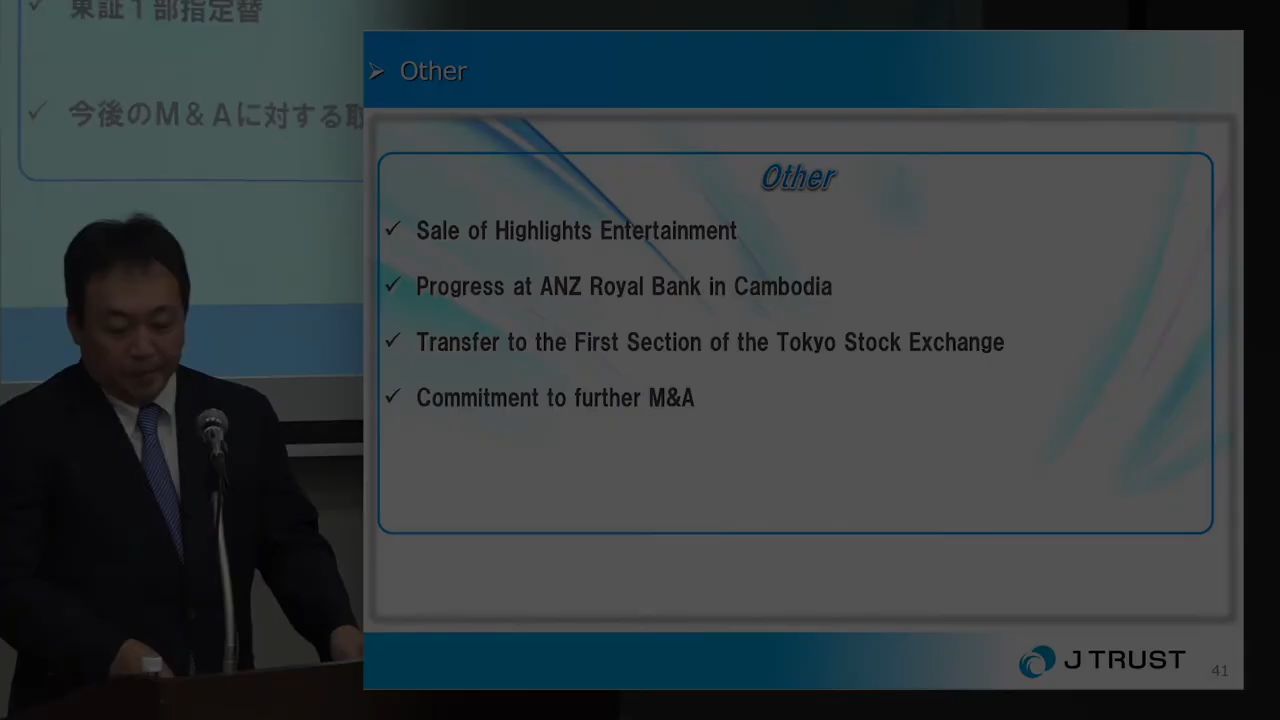 東証１部指定替
今後のＭ＆Ａに対する取
Other
Other
✓ Sale of Highlights Entertainment
✓ Progress at ANZ Royal Bank in Cambodia
✓ Transfer to the First Section of the Tokyo Stock Exchange
✓ Commitment to further M&A
J TRUST
41